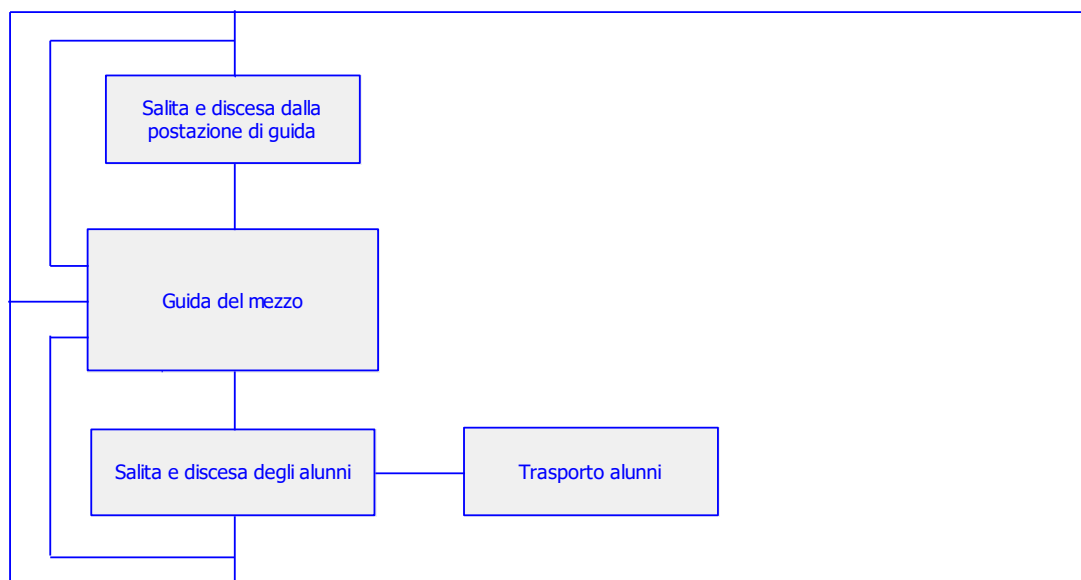 Salita e discesa dalla
postazione di guida
Guida del mezzo
Salita e discesa degli alunni
Trasporto alunni